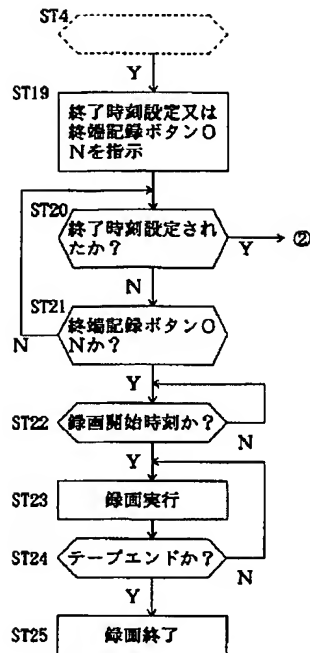 ST4
Y
ST19
終了時刻設定又は
終端記録ボタンO
Nを指示
ST20
終了時刻設定され
たか?
Y
②
N
ST21
終端記録ボタンO
Nか?
N
Y
ST22
録画開始時刻か?
N
Y
ST23
録画実行
ST24
テープエンドか?
N
Y
ST25
録画終了